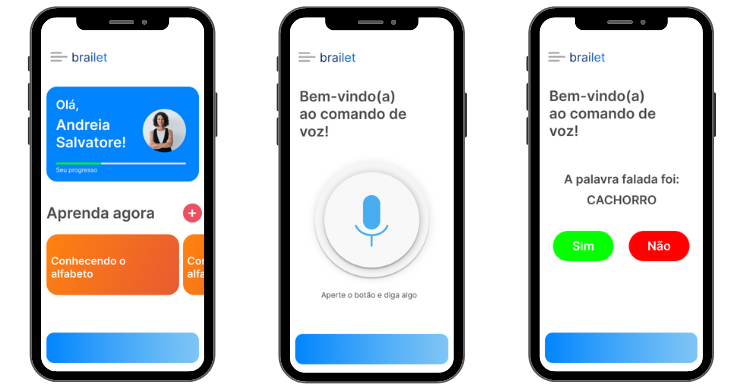 brailet
Olá,
Andreia
Salvatore!
Seu progresso
Aprenda agora
+
Conhecendo o
alfabeto
Con
alfa
brailet
Bem-vindo(a)
ao comando de
voz!
Aperte o botão e diga algo
brailet
Bem-vindo(a)
ao comando de
voz!
A palavra falada foi:
CACHORRO
Sim
Não